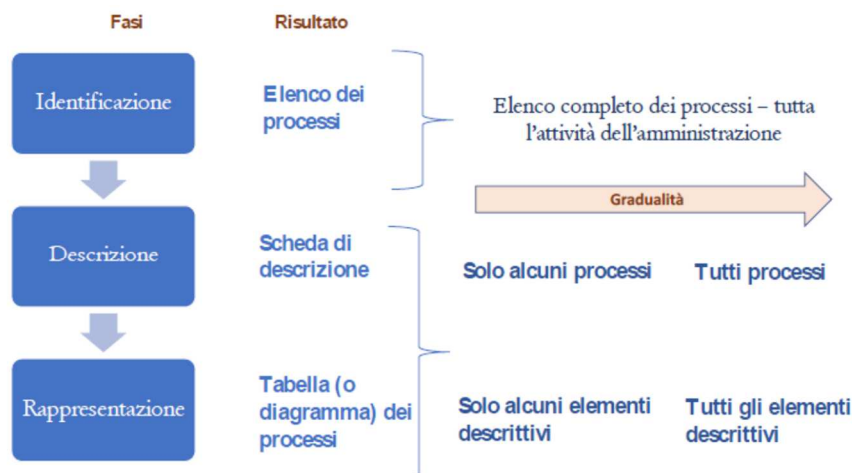 Fasi
Risultato
Identificazione
Elenco dei
processi
Elenco completo dei processi – tutta
l'attività dell'amministrazione
Gradualità
Descrizione
Scheda di
descrizione
Solo alcuni processi
Tutti processi
Rappresentazione
Tabella (o
diagramma) dei
processi
Solo alcuni elementi
descrittivi
Tutti gli elementi
descrittivi